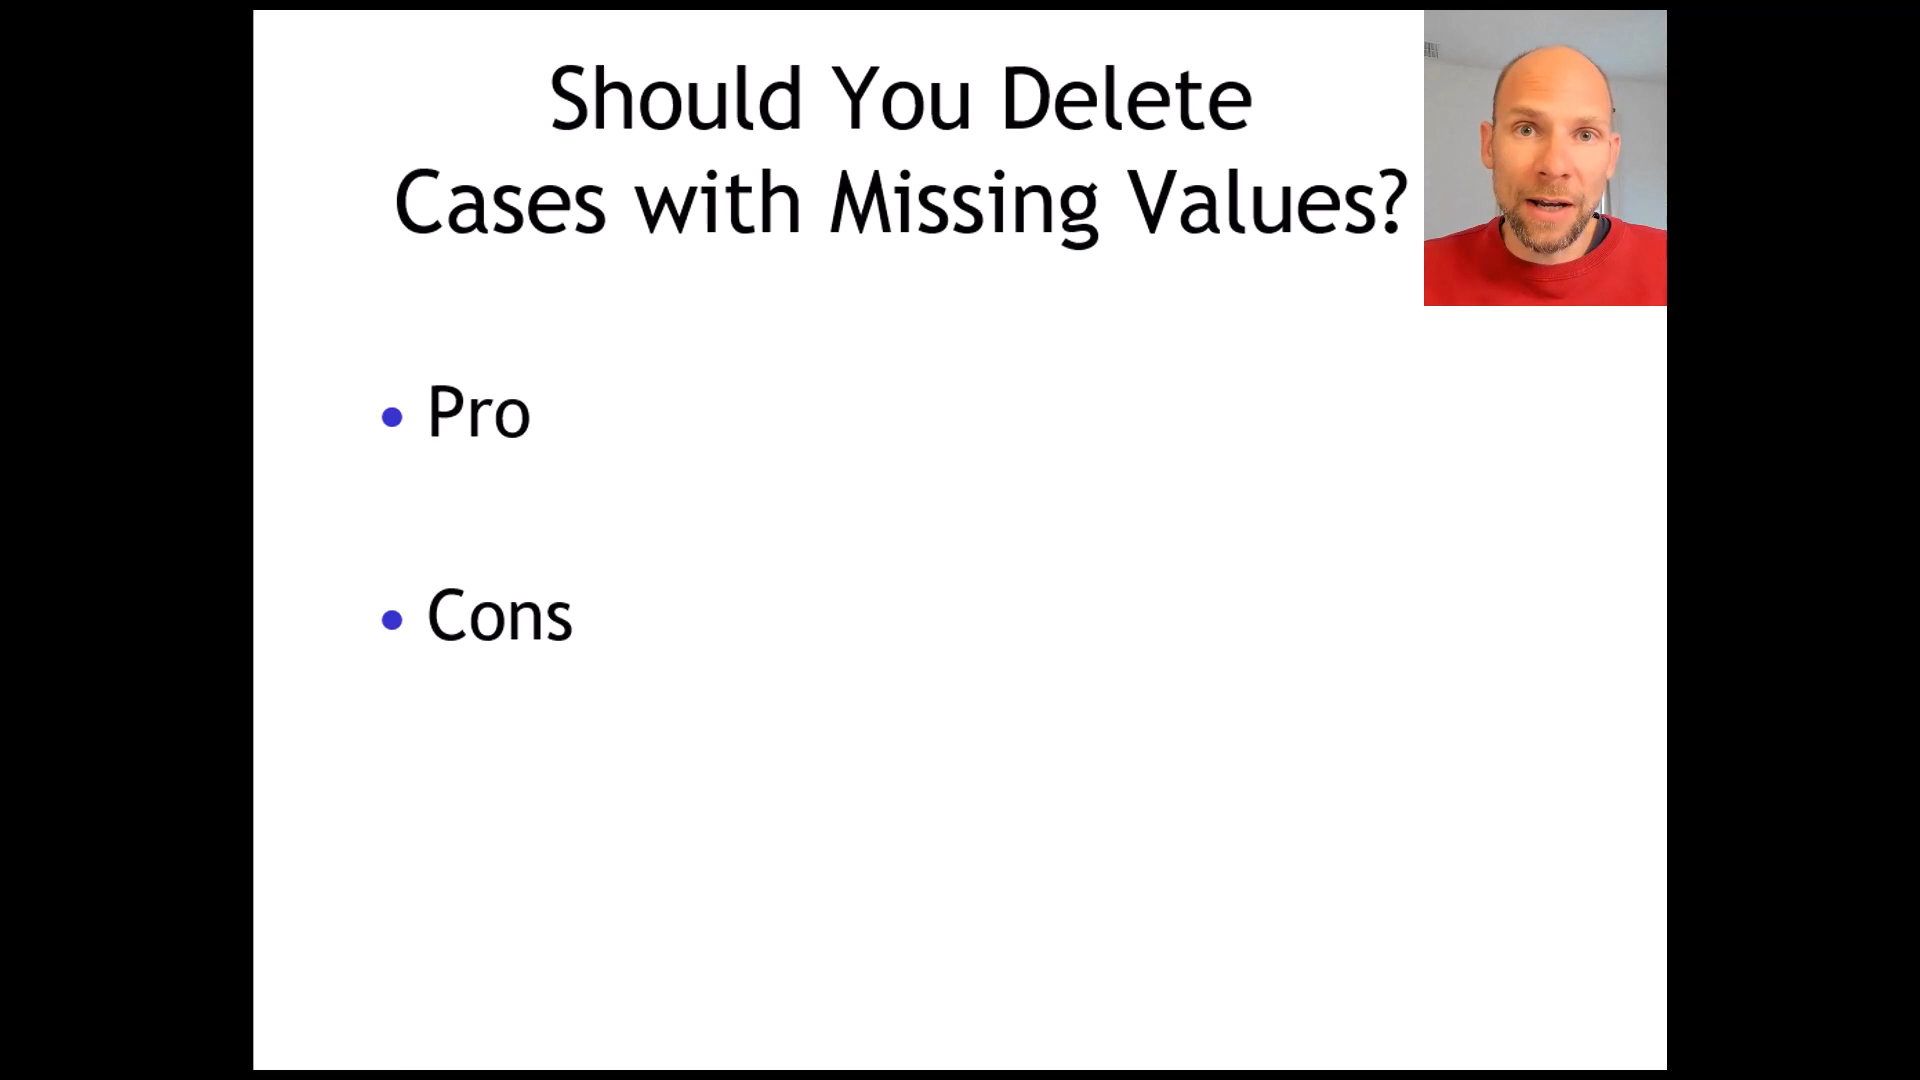 Should You Delete
Cases with Missing Values?
• Pro
• Cons